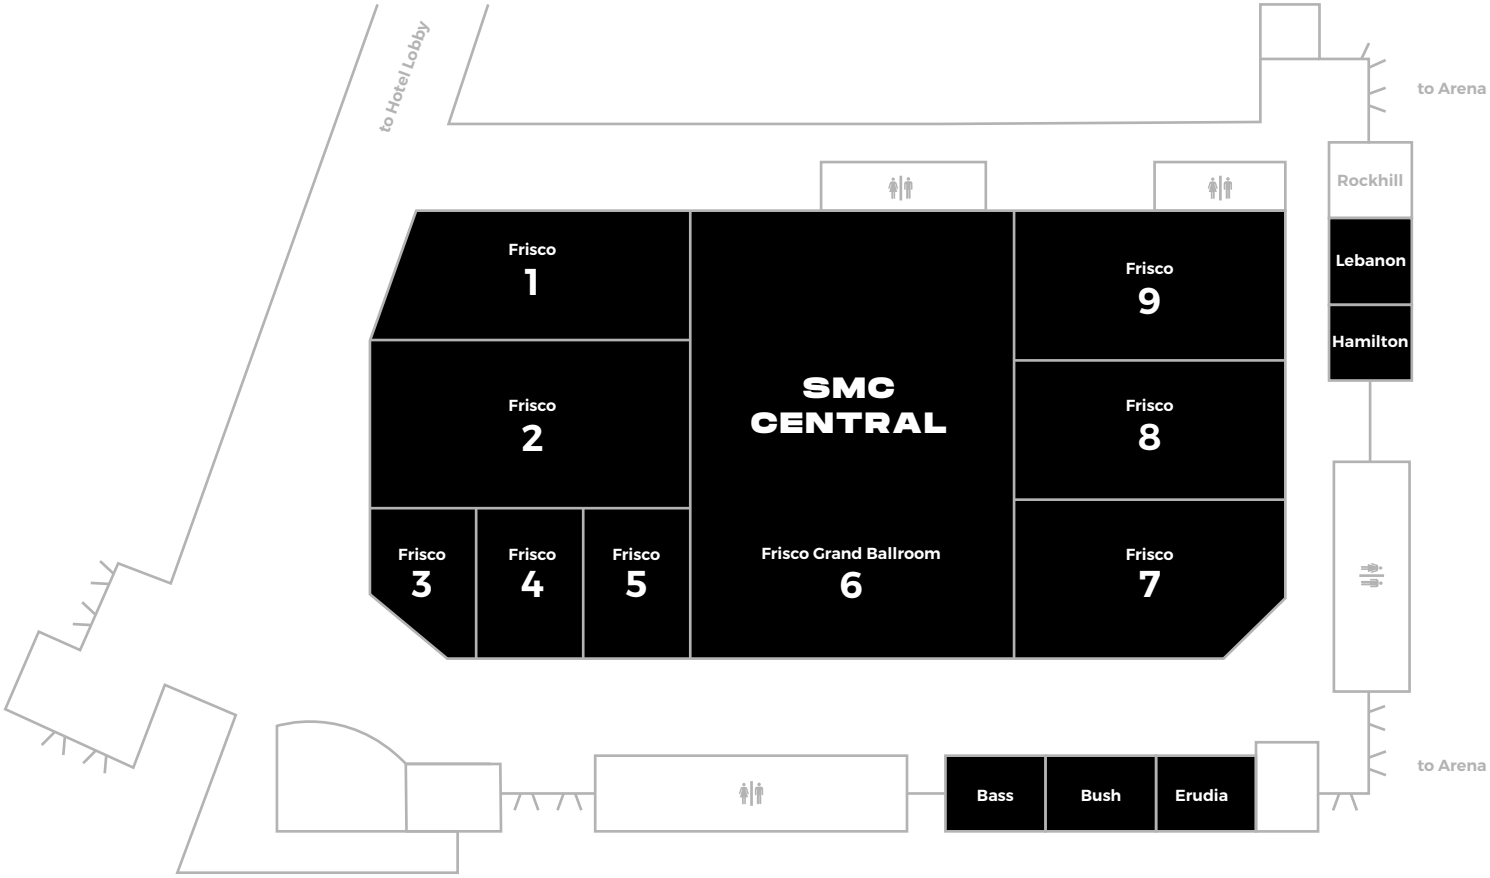 to Hotel Lobby
to Arena
Rockhill
Lebanon
Hamilton
Frisco
1
Frisco
2
Frisco
3
Frisco
4
Frisco
5
SMC
CENTRAL
Frisco Grand Ballroom
6
Frisco
9
Frisco
8
Frisco
7
Bass
Bush
Erudia
to Arena